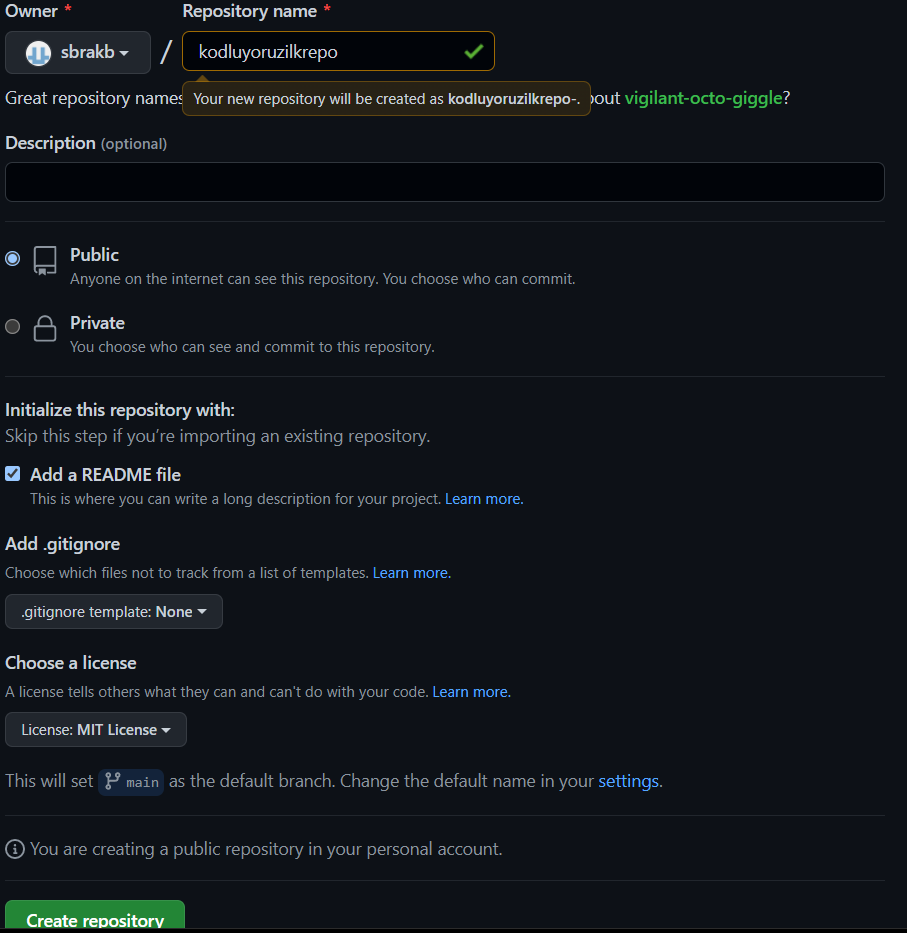 Owner * Repository name *
sbrakb / kodluyoruzilkrepo
Great repository names
Your new repository will be created as kodluyoruzilkrepo-.
bout vigilant-octo-giggle?
Description (optional)
Public
Anyone on the internet can see this repository. You choose who can commit.
Private
You choose who can see and commit to this repository.
Initialize this repository with:
Skip this step if you’re importing an existing repository.
Add a README file
This is where you can write a long description for your project. Learn more.
Add .gitignore
Choose which files not to track from a list of templates. Learn more.
.gitignore template: None
Choose a license
A license tells others what they can and can't do with your code. Learn more.
License: MIT License
This will set main as the default branch. Change the default name in your settings.
You are creating a public repository in your personal account.
Create repository